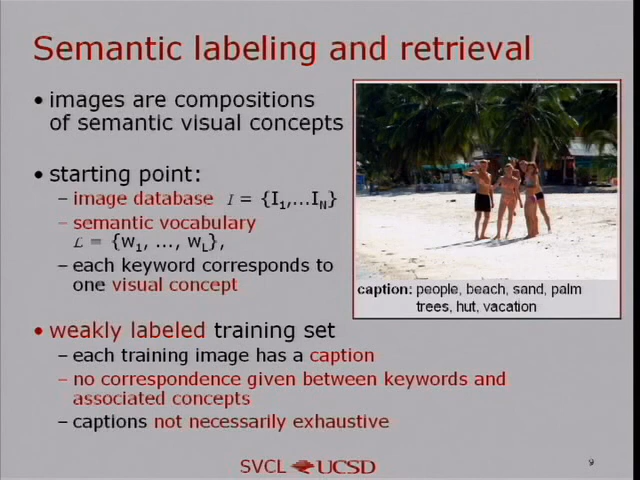 Semantic labeling and retrieval
• images are compositions
of semantic visual concepts
• starting point:
– image database I = {I1,...IN}
– semantic vocabulary
L = {w1, ..., wL},
– each keyword corresponds to
one visual concept
caption: people, beach, sand, palm
trees, hut, vacation
• weakly labeled training set
– each training image has a caption
– no correspondence given between keywords and
associated concepts
– captions not necessarily exhaustive
SVCL UCSD
9